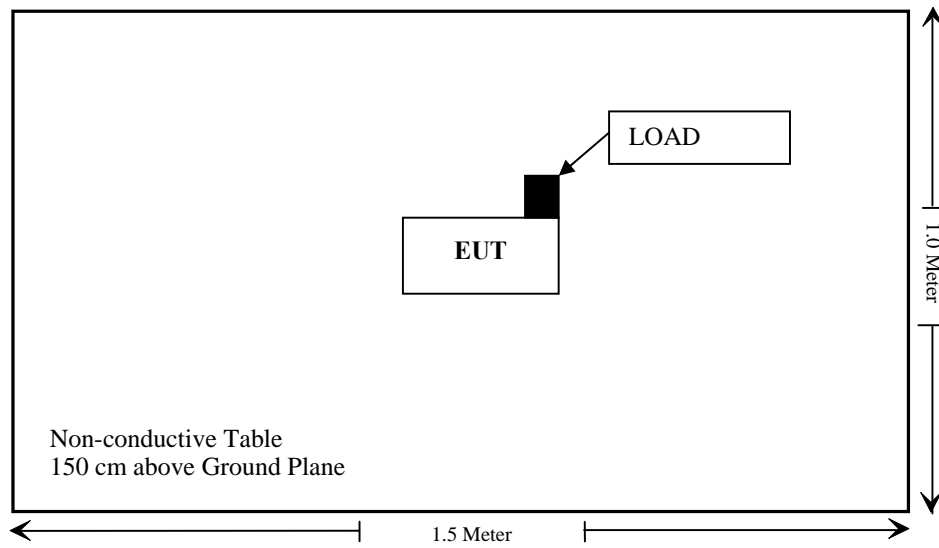 LOAD
EUT
1.0 Meter
Non-conductive Table
150 cm above Ground Plane
1.5 Meter